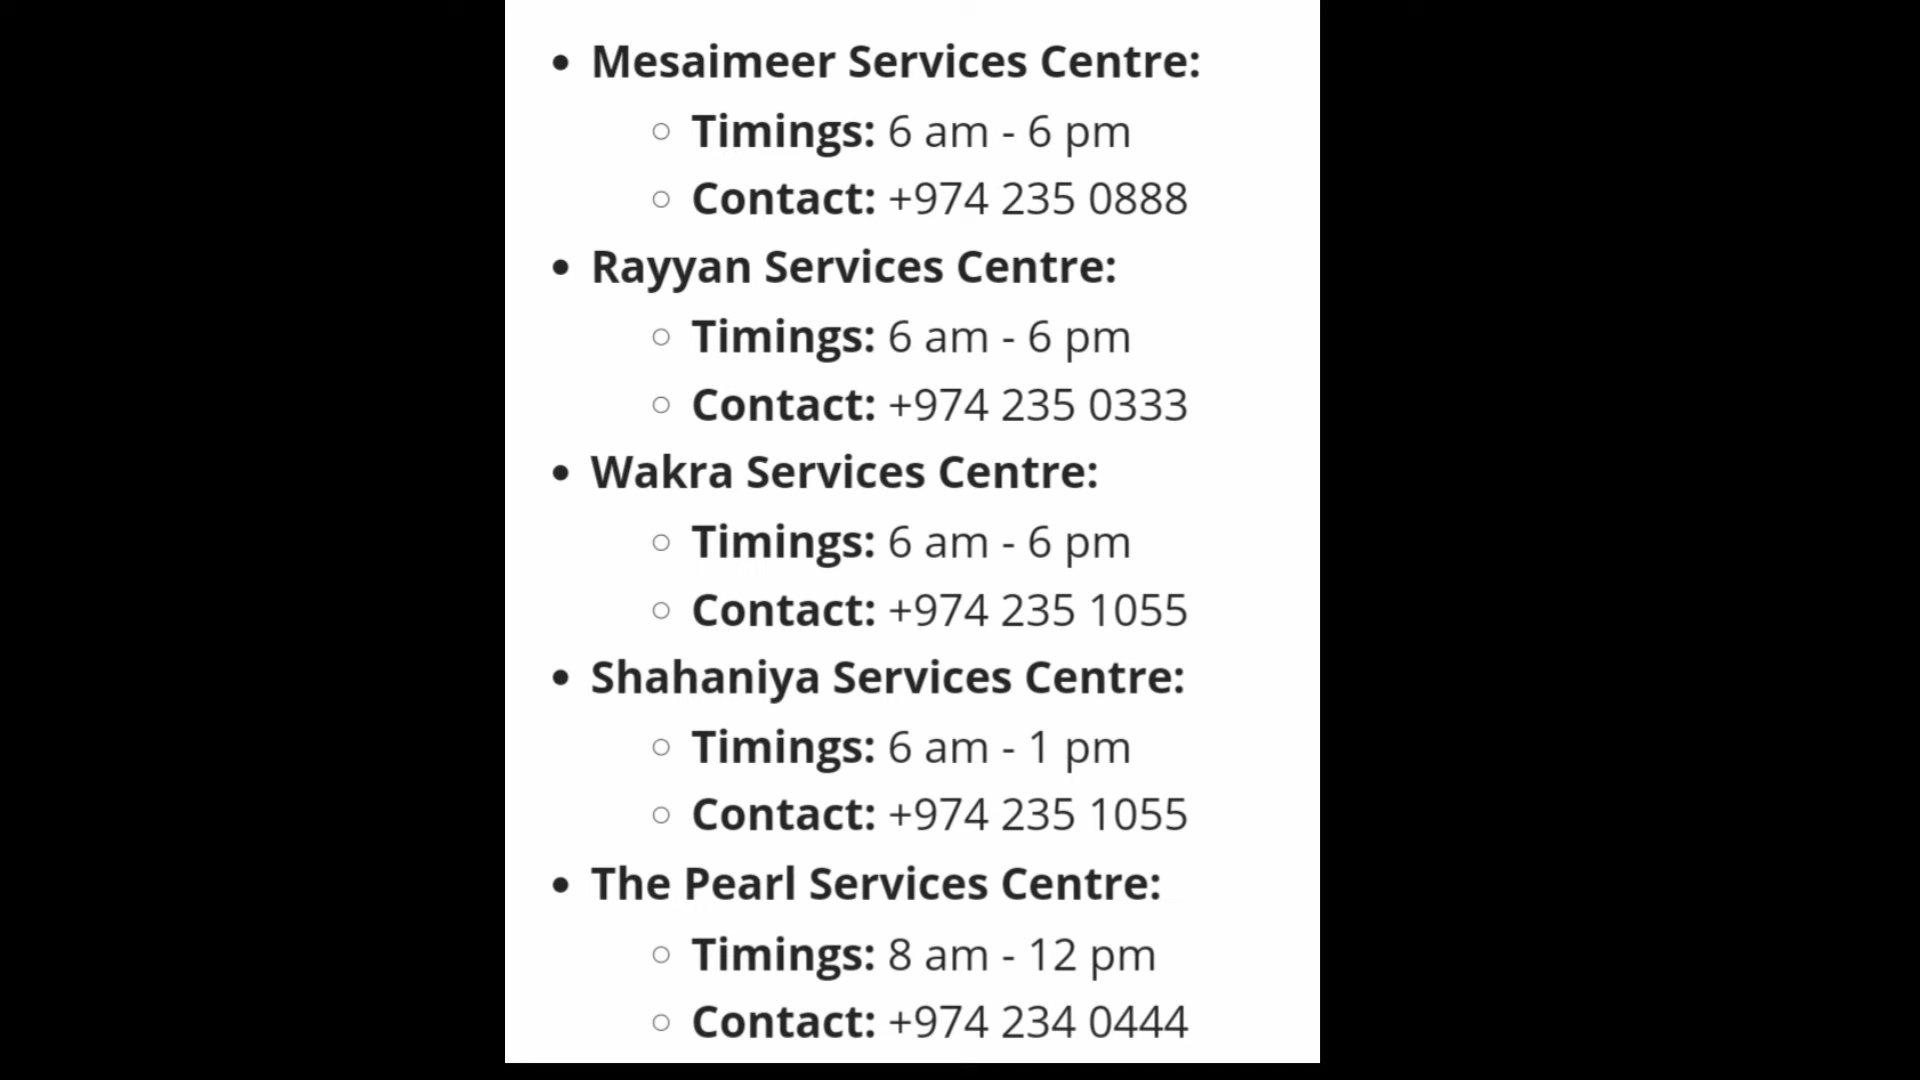 • Mesaimeer Services Centre:
○ Timings: 6 am - 6 pm
○ Contact: +974 235 0888
• Rayyan Services Centre:
○ Timings: 6 am - 6 pm
○ Contact: +974 235 0333
• Wakra Services Centre:
○ Timings: 6 am - 6 pm
○ Contact: +974 235 1055
• Shahaniya Services Centre:
○ Timings: 6 am - 1 pm
○ Contact: +974 235 1055
• The Pearl Services Centre:
○ Timings: 8 am - 12 pm
○ Contact: +974 234 0444